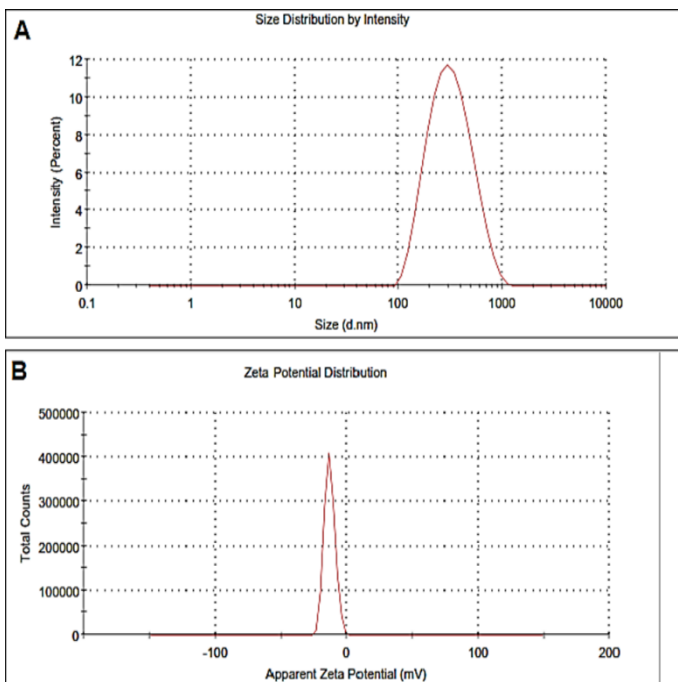 A
Size Distribution by Intensity
Intensity (Percent)
12
10
8
6
4
2
0
0.1 1 10 100 1000 10000
Size (d.nm)
B
Zeta Potential Distribution
Total Counts
500000
400000
300000
200000
100000
0
-100 0 100 200
Apparent Zeta Potential (mV)